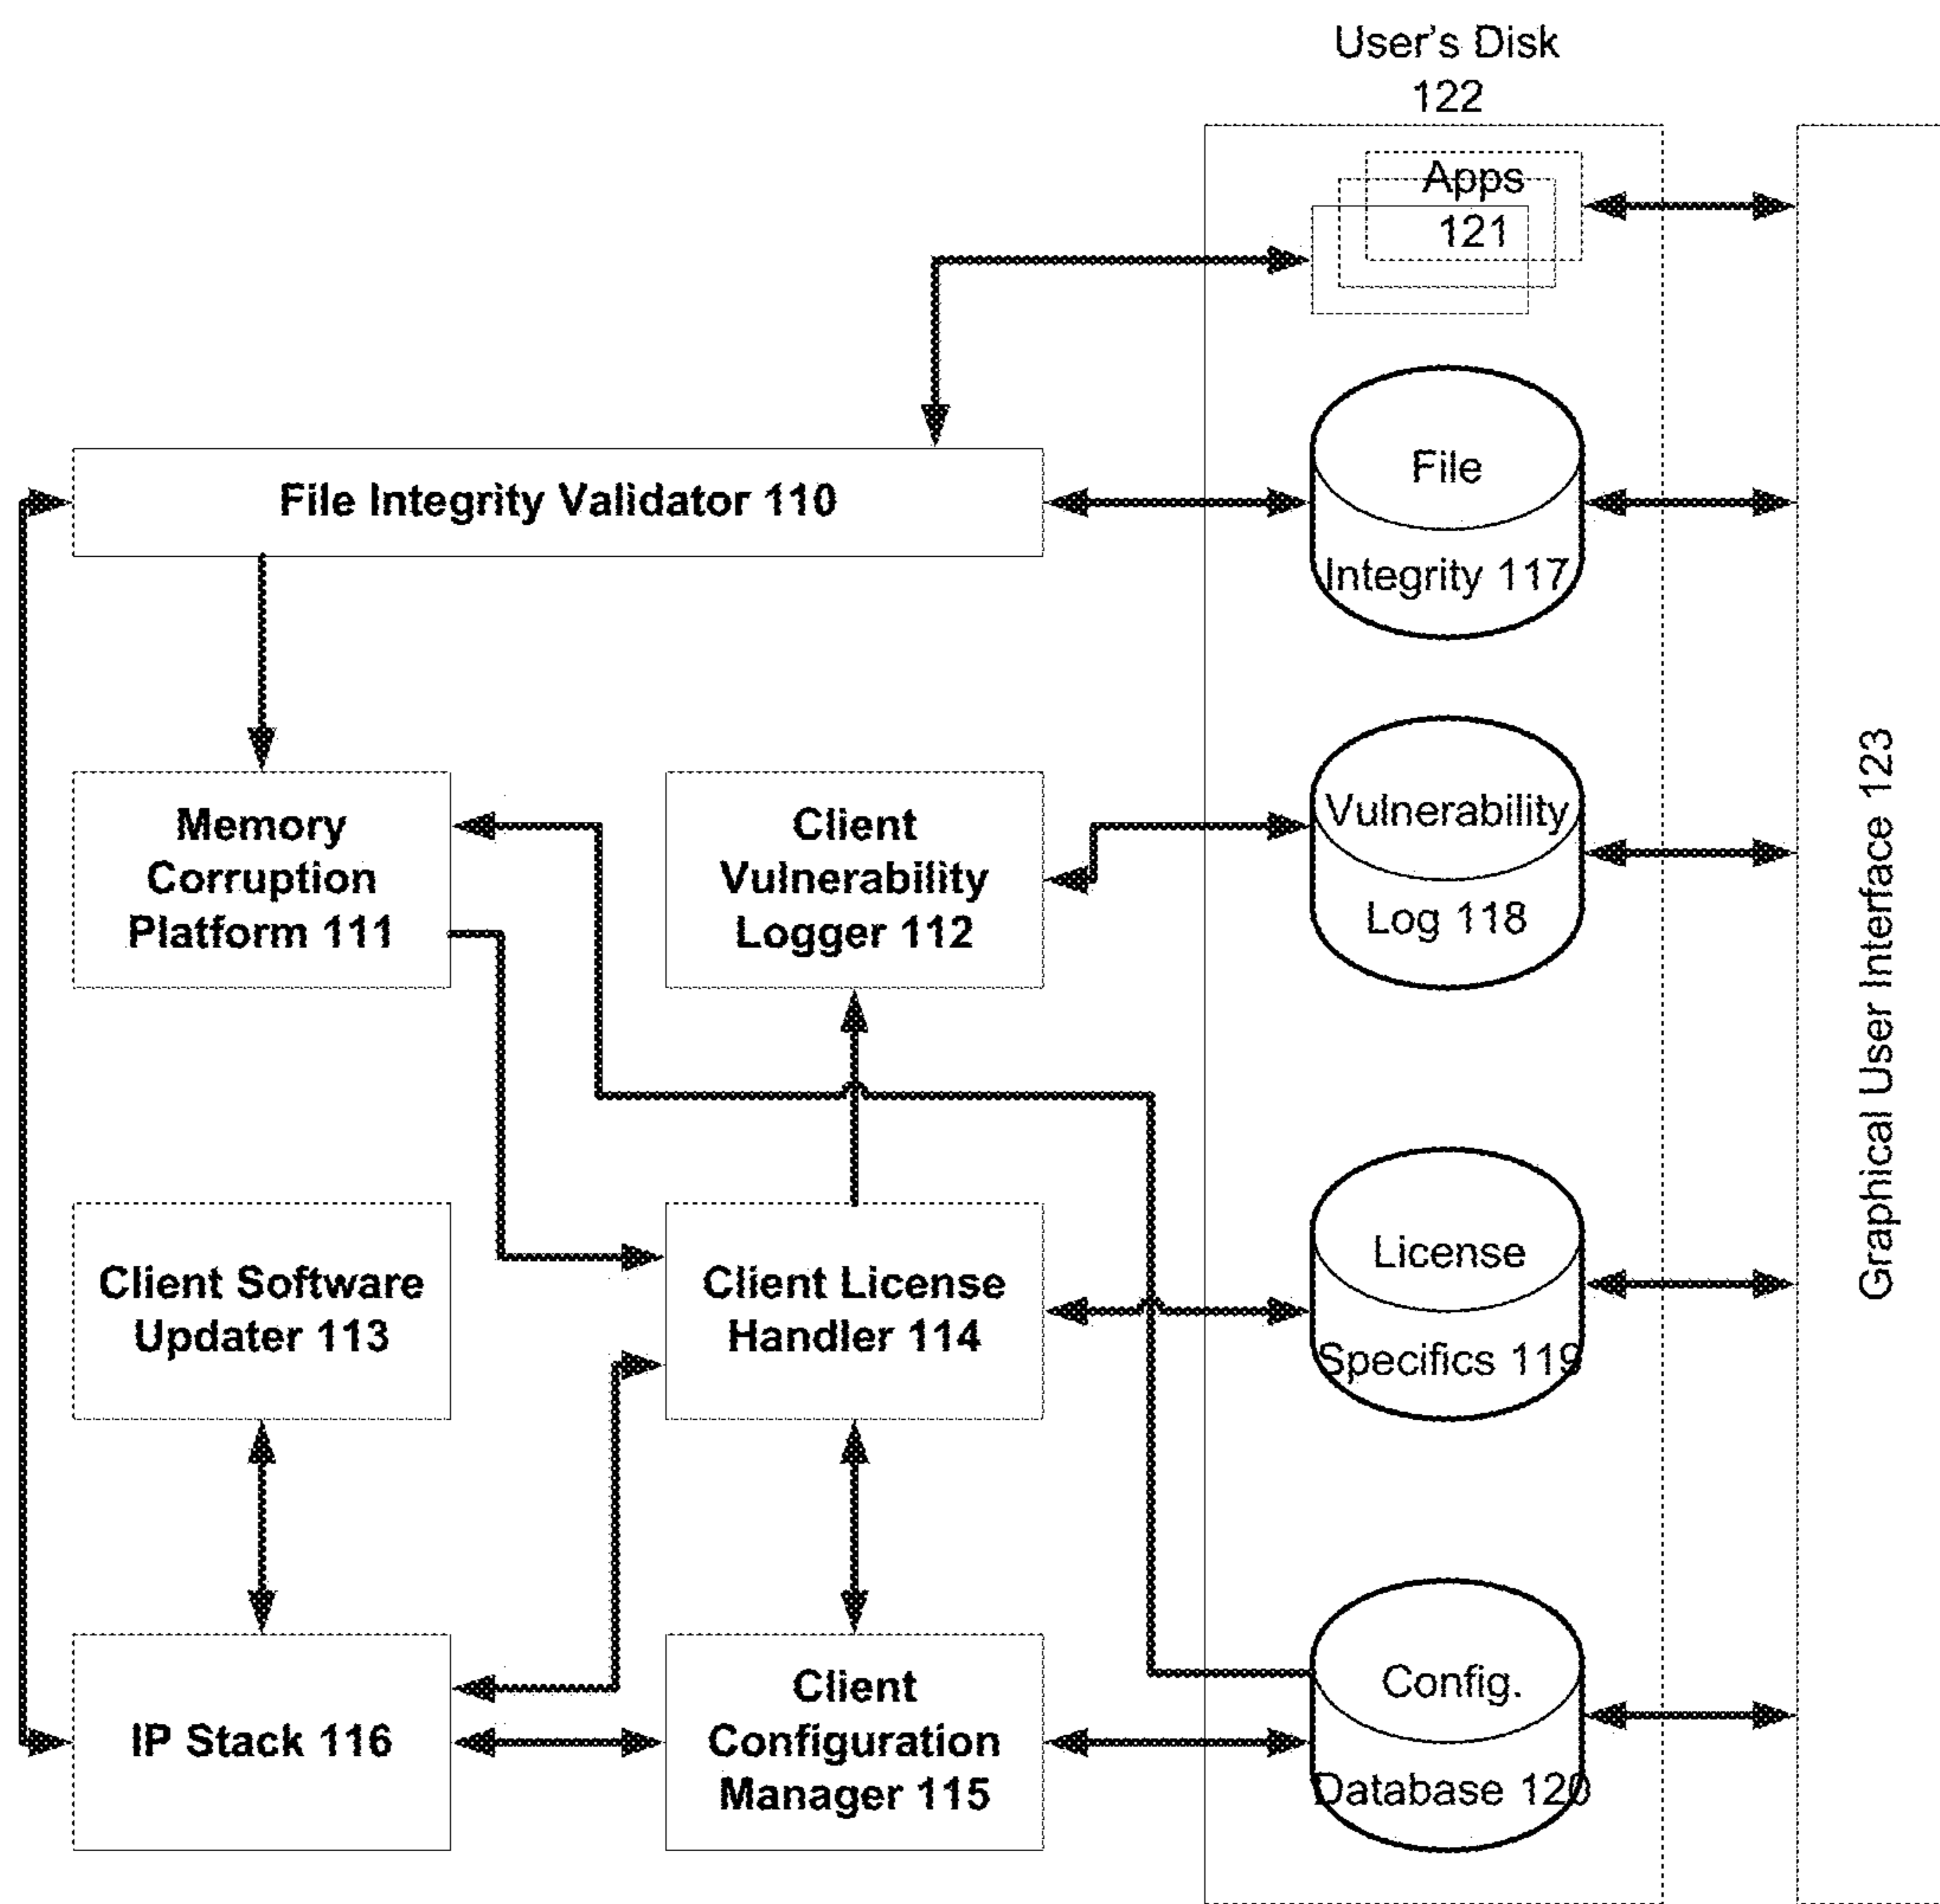 User's Disk
122
Apps
121
File Integrity Validator 110
File
Integrity 117
Memory
Corruption
Platform 111
Client
Vulnerability
Logger 112
Vulnerability
Log 118
Graphical User Interface 123
Client Software
Updater 113
Client License
Handler 114
License
Specifics 119
IP Stack 116
Client
Configuration
Manager 115
Config.
Database 120